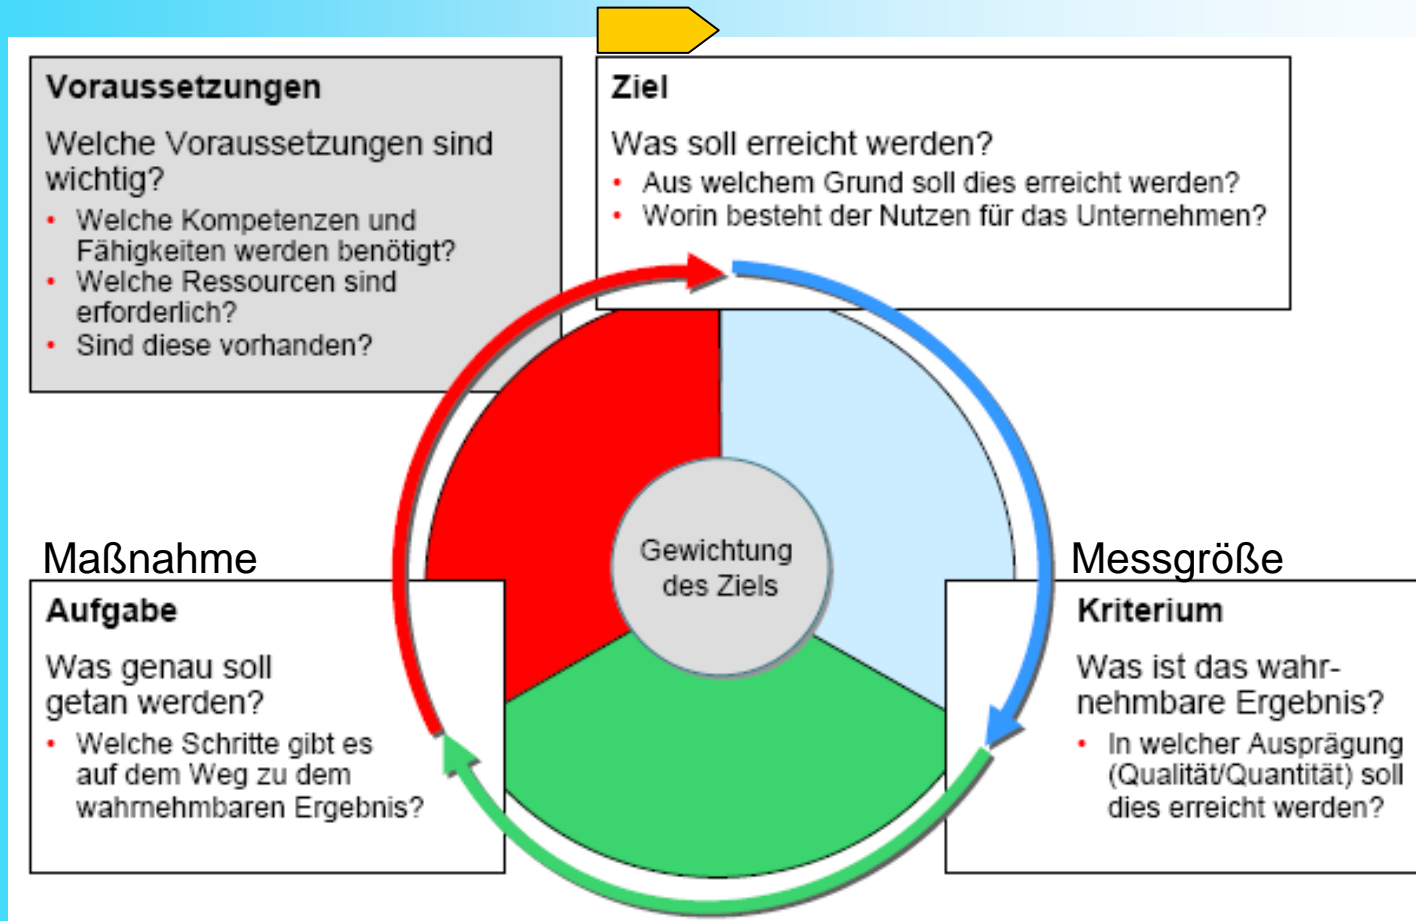 Voraussetzungen
Welche Voraussetzungen sind
wichtig?
• Welche Kompetenzen und
Fähigkeiten werden benötigt?
• Welche Ressourcen sind
erforderlich?
• Sind diese vorhanden?
Ziel
Was soll erreicht werden?
• Aus welchem Grund soll dies erreicht werden?
• Worin besteht der Nutzen für das Unternehmen?
Gewichtung
des Ziels
Maßnahme
Aufgabe
Was genau soll
getan werden?
• Welche Schritte gibt es
auf dem Weg zu dem
wahrnehmbaren Ergebnis?
Messgröße
Kriterium
Was ist das wahr-
nehmbare Ergebnis?
• In welcher Ausprägung
(Qualität/Quantität) soll
dies erreicht werden?